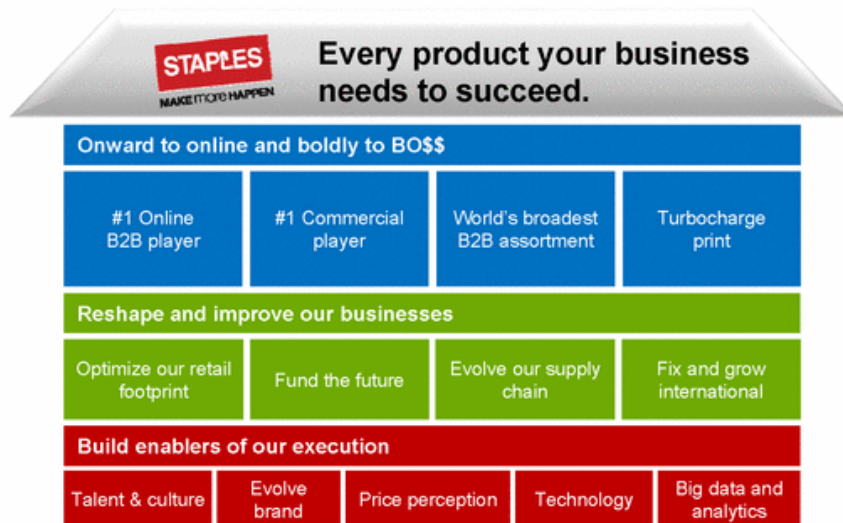 STAPLES
MAKE more HAPPEN
Every product your business
needs to succeed.
Onward to online and boldly to BO$$
#1 Online
B2B player
#1 Commercial
player
World's broadest
B2B assortment
Turbocharge
print
Reshape and improve our businesses
Optimize our retail
footprint
Fund the future
Evolve our supply
chain
Fix and grow
international
Build enablers of our execution
Talent & culture
Evolve
brand
Price perception
Technology
Big data and
analytics